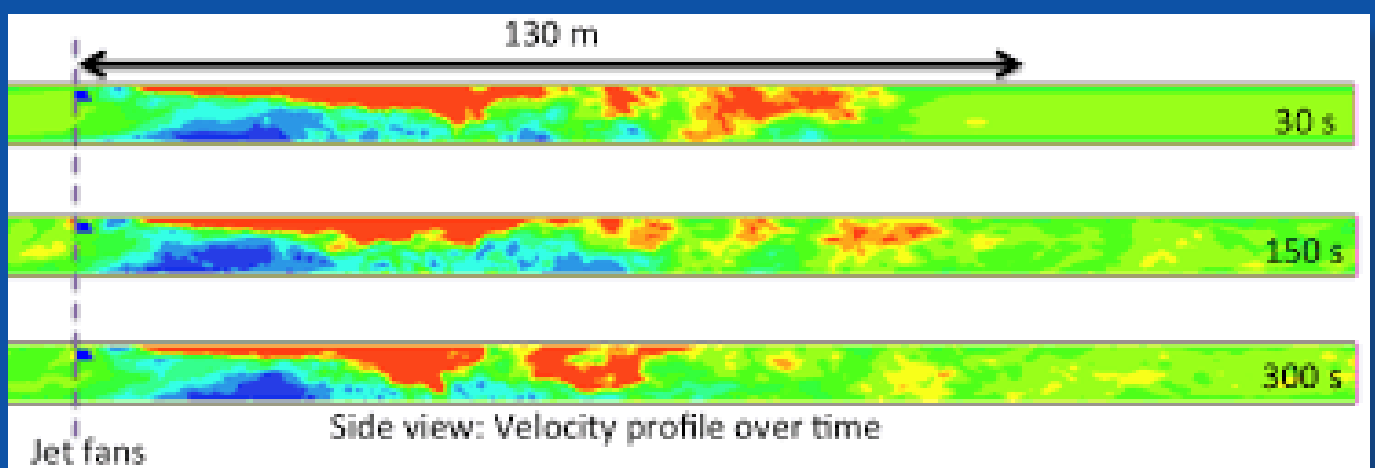 130 m
30 s
150 s
300 s
Side view: Velocity profile over time
Jet fans